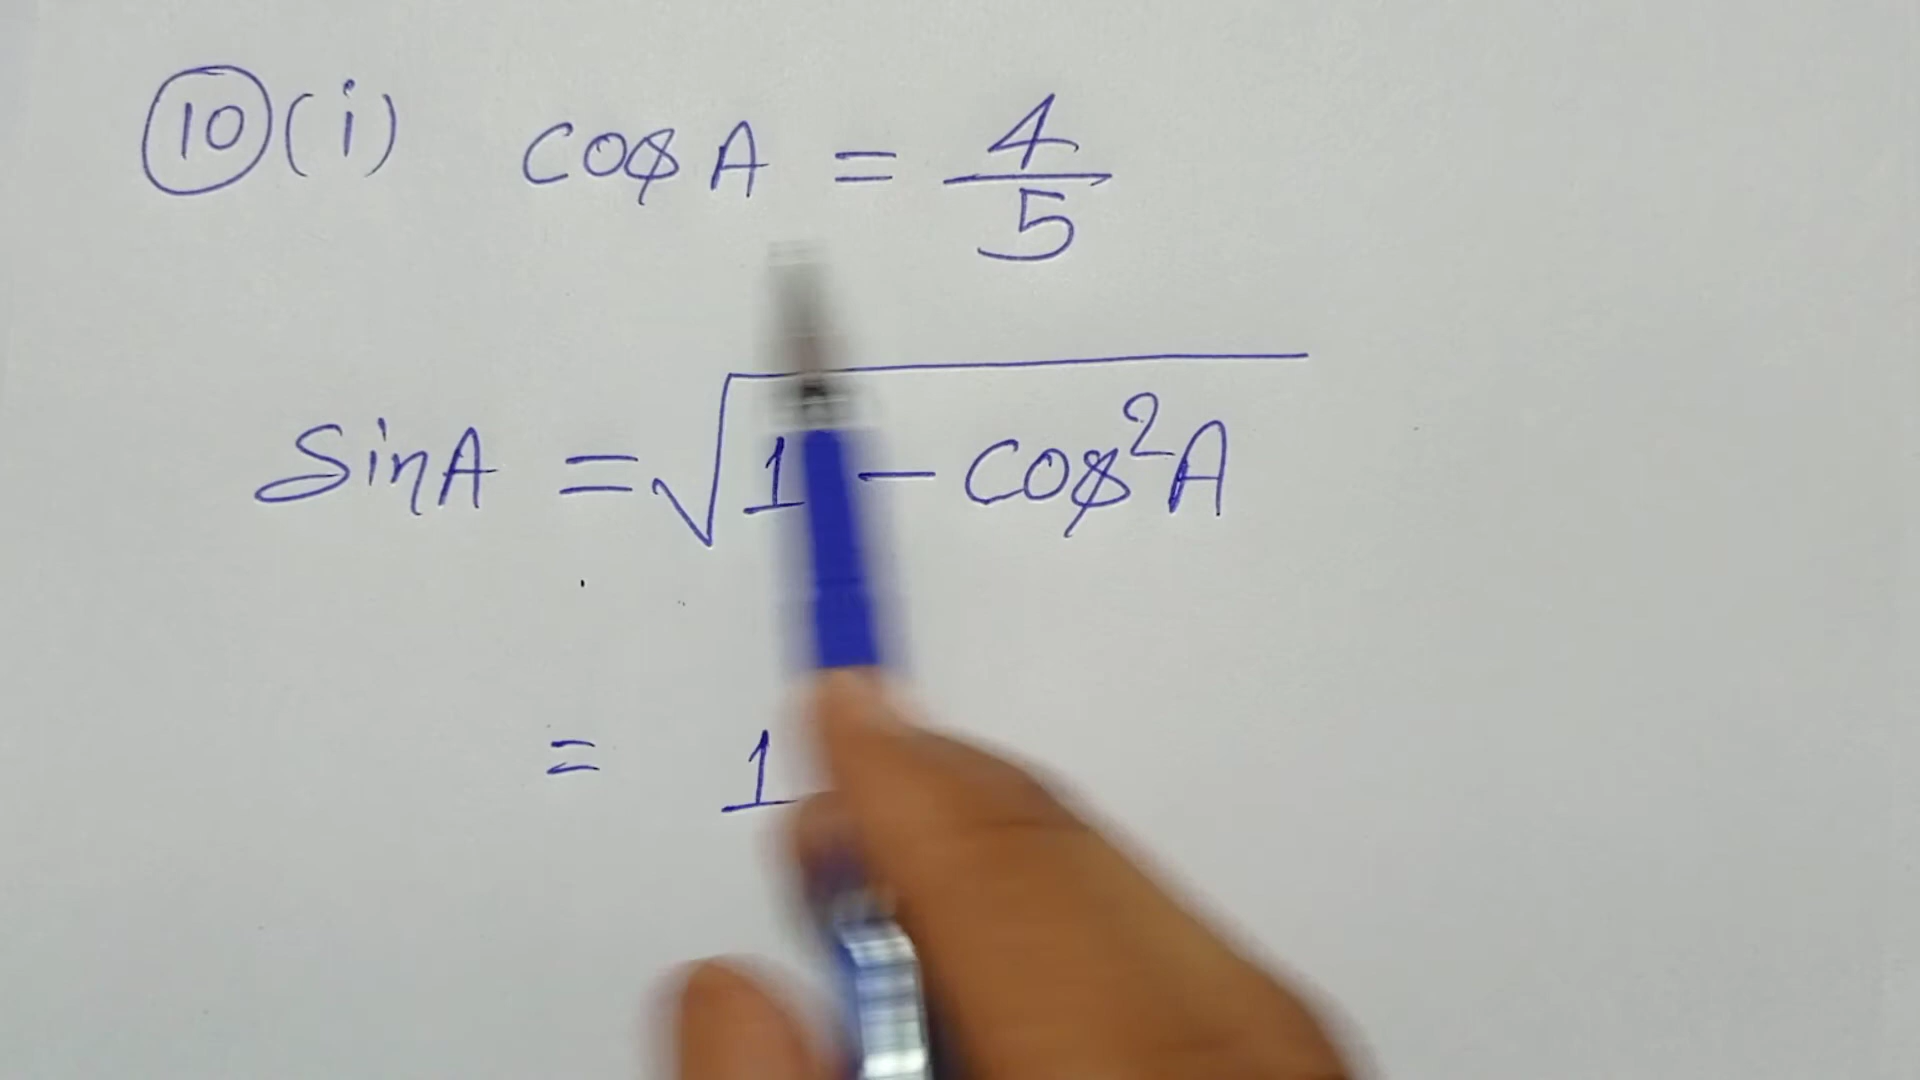 10 (i) cos A = 4/5
Sin A = √(1 - cos²A)
= 1